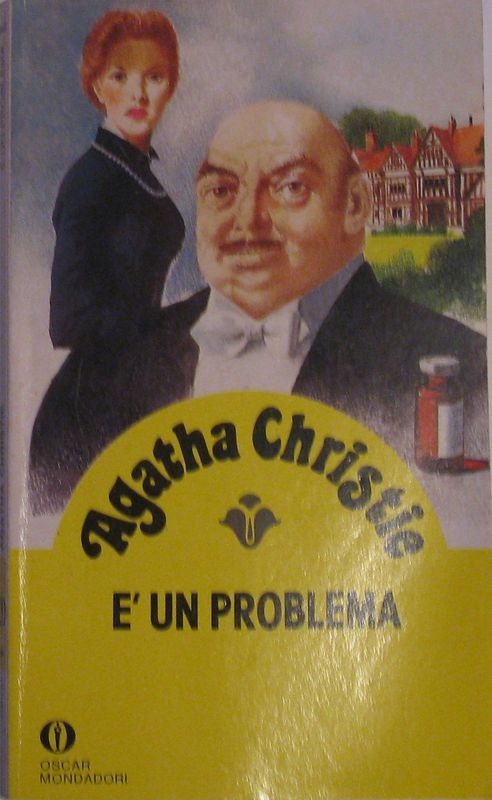 Agatha Christie
E' UN PROBLEMA
OSCAR
MONDADORI